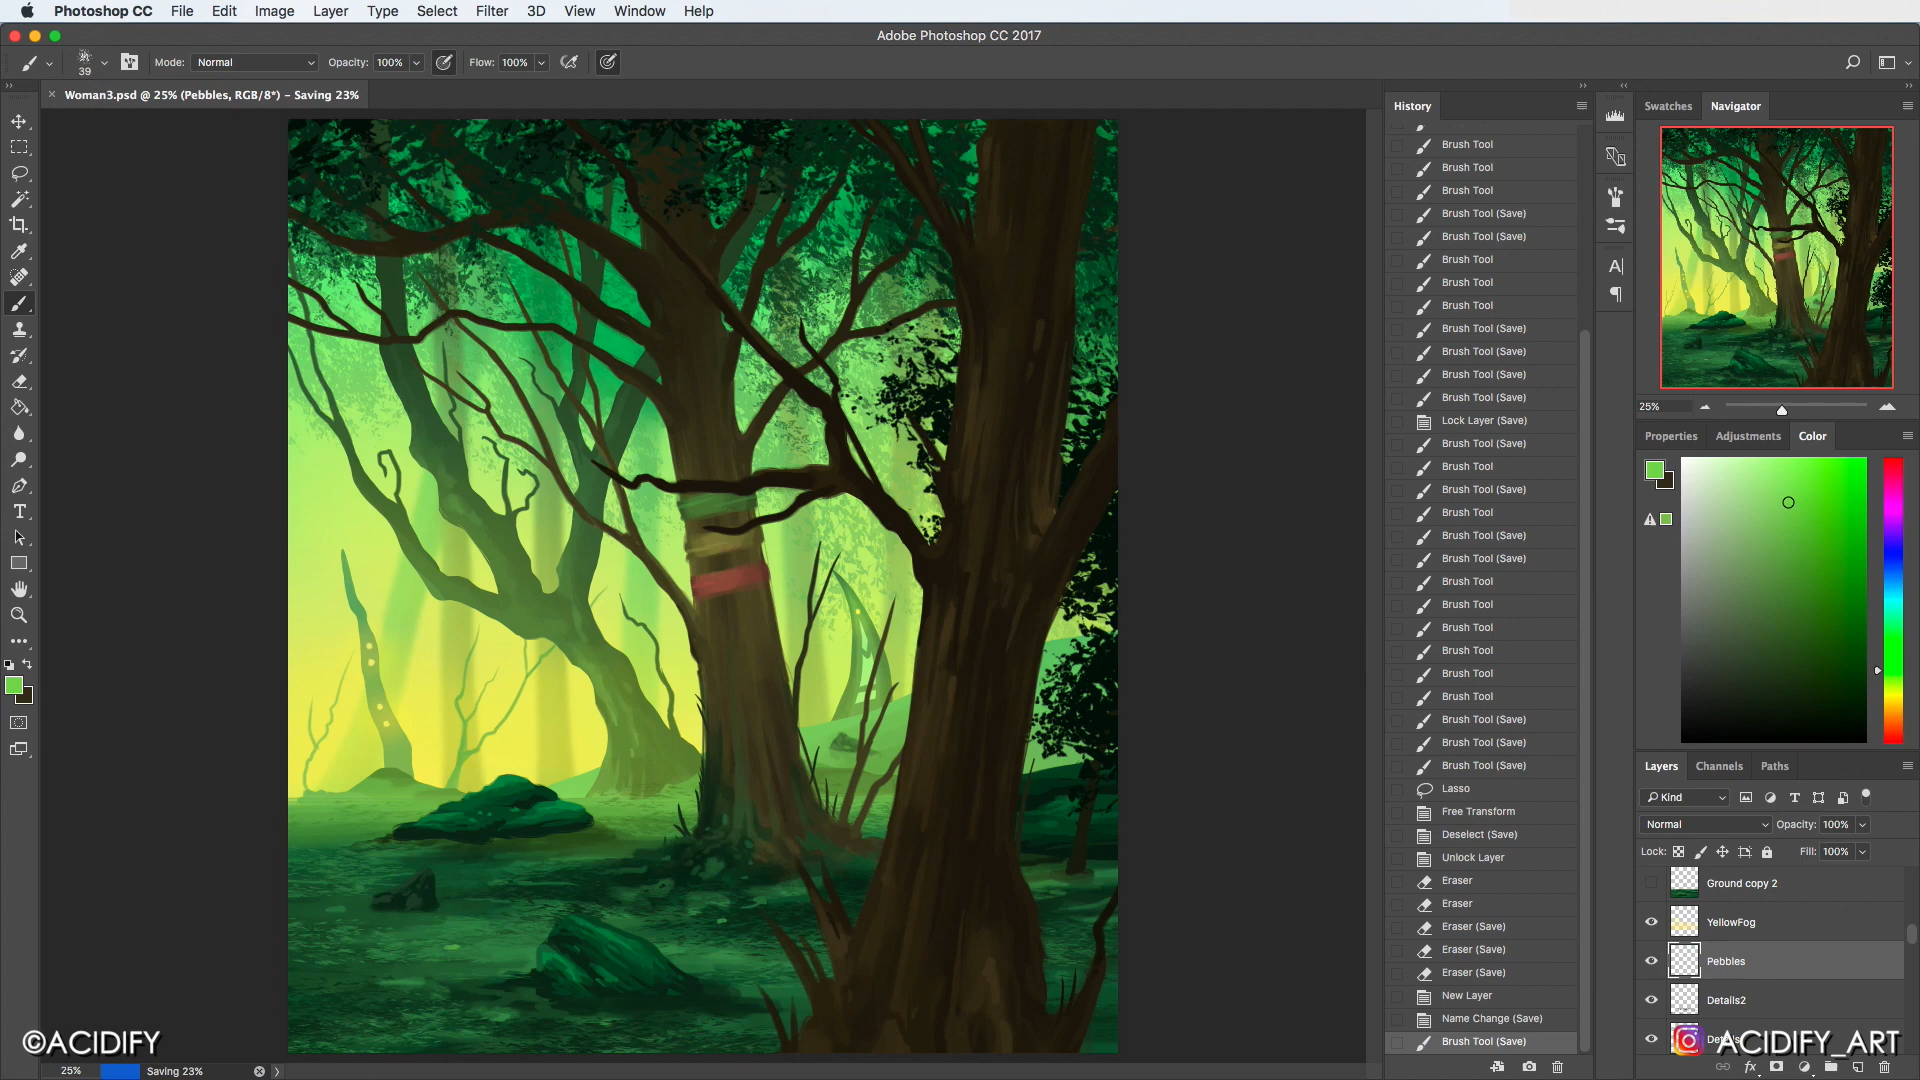 Photoshop CC File Edit Image Layer Type Select Filter 3D View Window Help
Adobe Photoshop CC 2017
39 Mode: Normal Opacity: 100% Flow: 100%
Woman3.psd @ 25% (Pebbles, RGB/8*) – Saving 23%
History
Brush Tool
Brush Tool
Brush Tool
Brush Tool (Save)
Brush Tool (Save)
Brush Tool
Brush Tool
Brush Tool
Brush Tool (Save)
Brush Tool (Save)
Brush Tool (Save)
Brush Tool (Save)
Lock Layer (Save)
Brush Tool (Save)
Brush Tool
Brush Tool (Save)
Brush Tool
Brush Tool (Save)
Brush Tool (Save)
Brush Tool
Brush Tool
Brush Tool
Brush Tool
Brush Tool
Brush Tool
Brush Tool (Save)
Brush Tool (Save)
Brush Tool (Save)
Lasso
Free Transform
Deselect (Save)
Unlock Layer
Eraser
Eraser
Eraser (Save)
Eraser (Save)
Eraser (Save)
New Layer
Name Change (Save)
Brush Tool (Save)
Swatches Navigator
25%
Properties Adjustments Color
Layers Channels Paths
Kind
Normal Opacity: 100%
Lock: Fill: 100%
Ground copy 2
YellowFog
Pebbles
Details2
©ACIDIFY
ACIDIFY_ART
25% Saving 23%